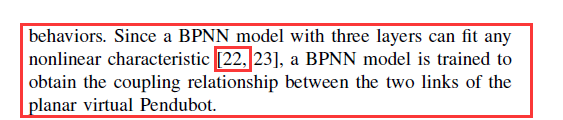 behaviors. Since a BPNN model with three layers can fit any
nonlinear characteristic [22, 23], a BPNN model is trained to
obtain the coupling relationship between the two links of the
planar virtual Pendubot.